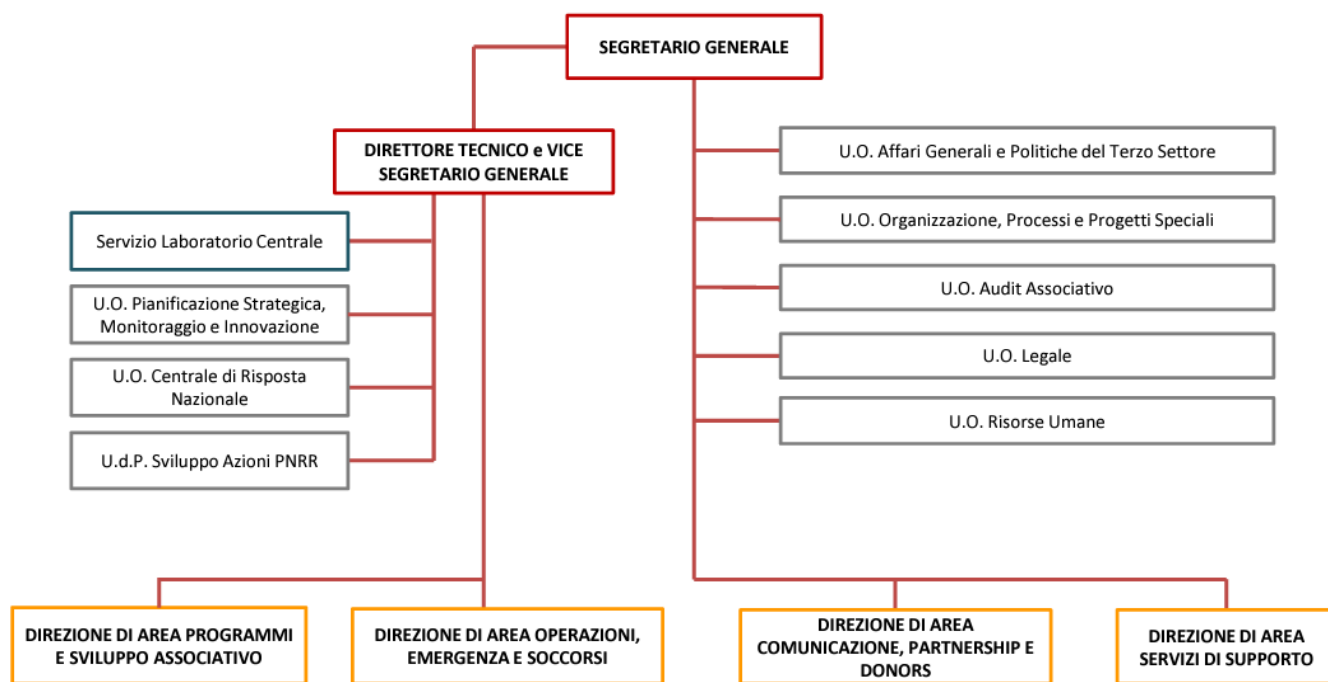 SEGRETARIO GENERALE
DIRETTORE TECNICO e VICE
SEGRETARIO GENERALE
Servizio Laboratorio Centrale
U.O. Pianificazione Strategica,
Monitoraggio e Innovazione
U.O. Centrale di Risposta
Nazionale
U.d.P. Sviluppo Azioni PNRR
U.O. Affari Generali e Politiche del Terzo Settore
U.O. Organizzazione, Processi e Progetti Speciali
U.O. Audit Associativo
U.O. Legale
U.O. Risorse Umane
DIREZIONE DI AREA PROGRAMMI
E SVILUPPO ASSOCIATIVO
DIREZIONE DI AREA OPERAZIONI,
EMERGENZA E SOCCORSI
DIREZIONE DI AREA
COMUNICAZIONE, PARTNERSHIP E
DONORS
DIREZIONE DI AREA
SERVIZI DI SUPPORTO